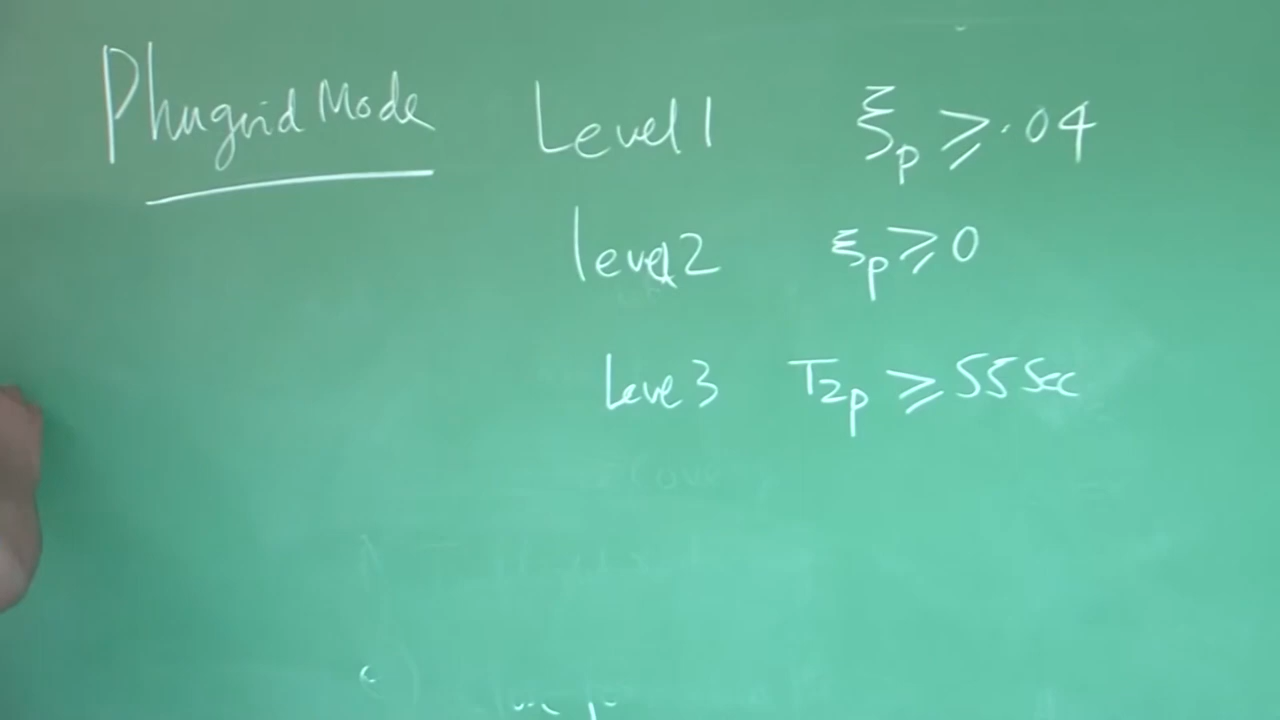 Phugoid Mode Level 1 ξp ≥ .04
level 2 ξp ≥ 0
Leve 3 T2p ≥ 55 Sec